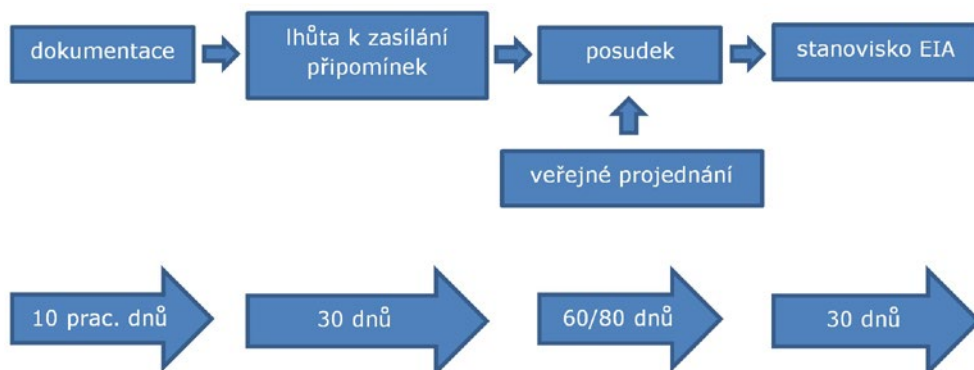 dokumentace
lhůta k zasílání
připomínek
posudek
stanovisko EIA
veřejné projednání
10 prac. dnů
30 dnů
60/80 dnů
30 dnů